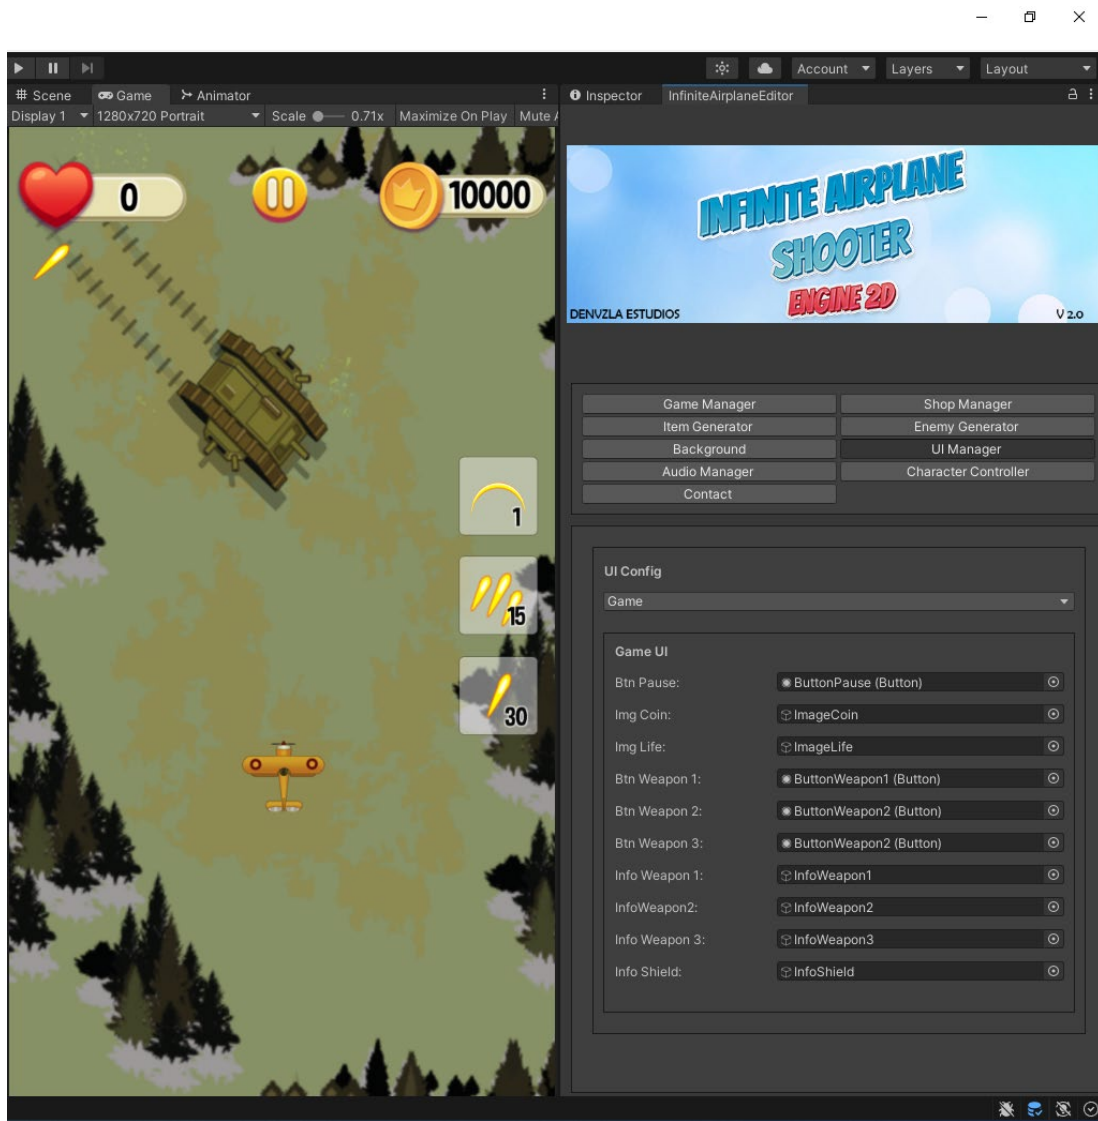 Account Layers Layout
Scene Game Animator
Display 1 1280x720 Portrait Scale 0.71x Maximize On Play Mute A
0
10000
1
15
30
Inspector InfiniteAirplaneEditor
INFINITE AIRPLANE
SHOOTER
ENGINE 2D
DENVZLA ESTUDIOS V 2.0
Game Manager Shop Manager
Item Generator Enemy Generator
Background UI Manager
Audio Manager Character Controller
Contact
UI Config
Game
Game UI
Btn Pause: ButtonPause (Button)
Img Coin: ImageCoin
Img Life: ImageLife
Btn Weapon 1: ButtonWeapon1 (Button)
Btn Weapon 2: ButtonWeapon2 (Button)
Btn Weapon 3: ButtonWeapon2 (Button)
Info Weapon 1: InfoWeapon1
InfoWeapon2: InfoWeapon2
Info Weapon 3: InfoWeapon3
Info Shield: InfoShield